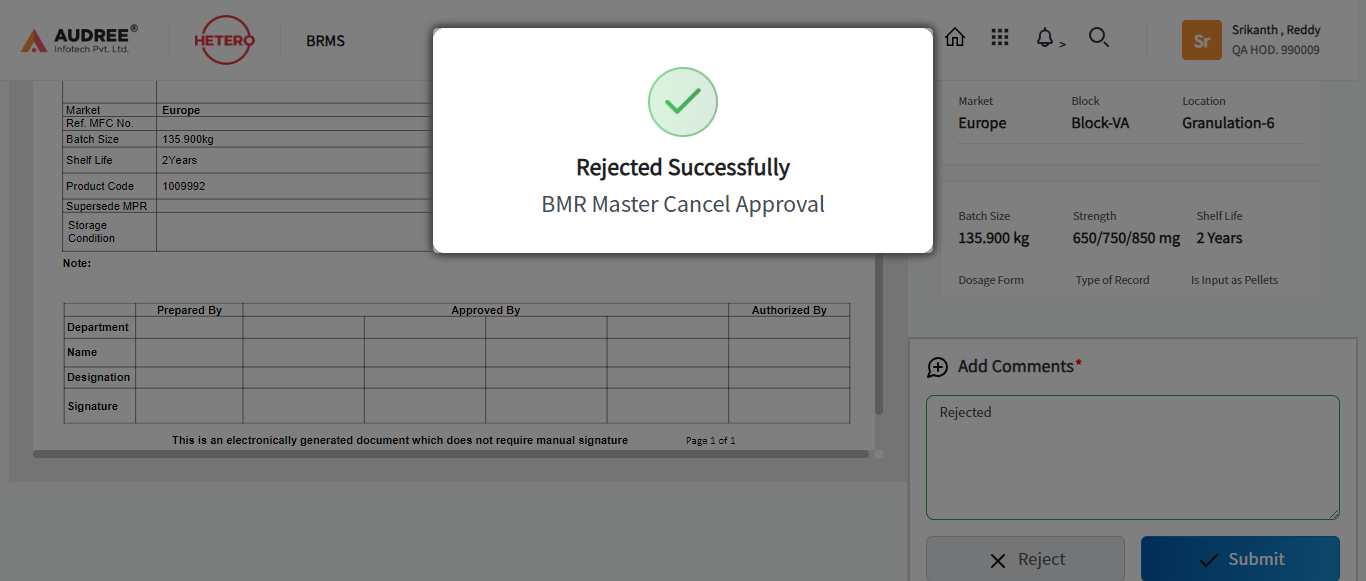 AUDREE®
Infotech Pvt. Ltd.
HETERO
BRMS
>
Sr
Srikanth , Reddy
QA HOD. 990009
Rejected Successfully
BMR Master Cancel Approval
Market Europe
Ref. MFC No.
Batch Size 135.900kg
Shelf Life 2Years
Product Code 1009992
Supersede MPR
Storage
Condition
Note:
Prepared By Approved By Authorized By
Department
Name
Designation
Signature
This is an electronically generated document which does not require manual signature Page 1 of 1
Market Block Location
Europe Block-VA Granulation-6
Batch Size Strength Shelf Life
135.900 kg 650/750/850 mg 2 Years
Dosage Form Type of Record Is Input as Pellets
Add Comments*
Rejected
Reject Submit